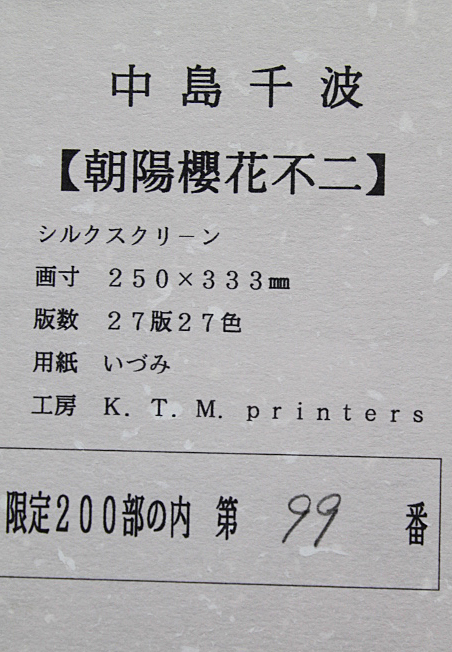 中島千波
【朝陽櫻花不二】
シルクスクリーン
画寸 250×333㎜
版数 27版27色
用紙 いづみ
工房 K. T. M. printers
限定200部の内 第 99 番